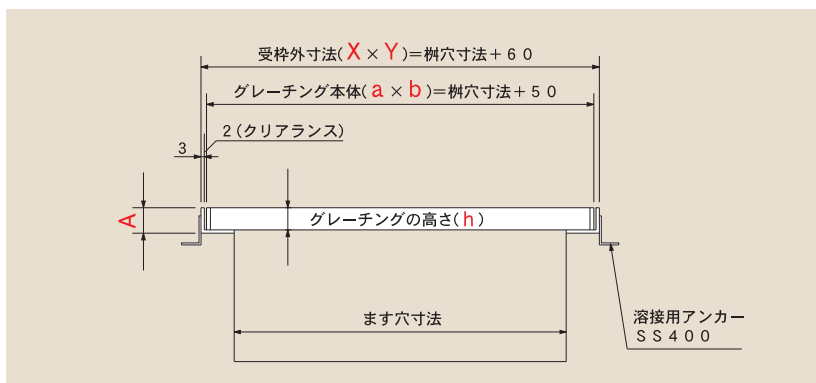 受枠外寸法(X×Y)=桝穴寸法+60
グレーチング本体(a×b)=桝穴寸法+50
2(クリアランス)
3
A
グレーチングの高さ(h)
ます穴寸法
溶接用アンカー
SS400